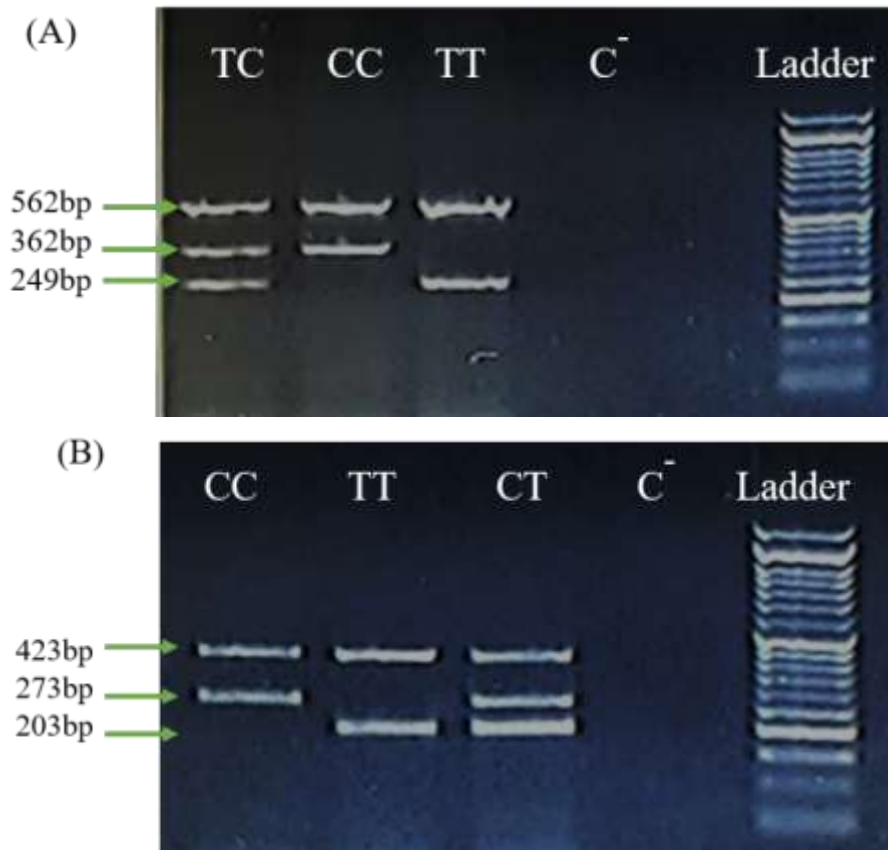 (A)
TC CC TT C- Ladder
562bp
362bp
249bp
(B)
CC TT CT C- Ladder
423bp
273bp
203bp